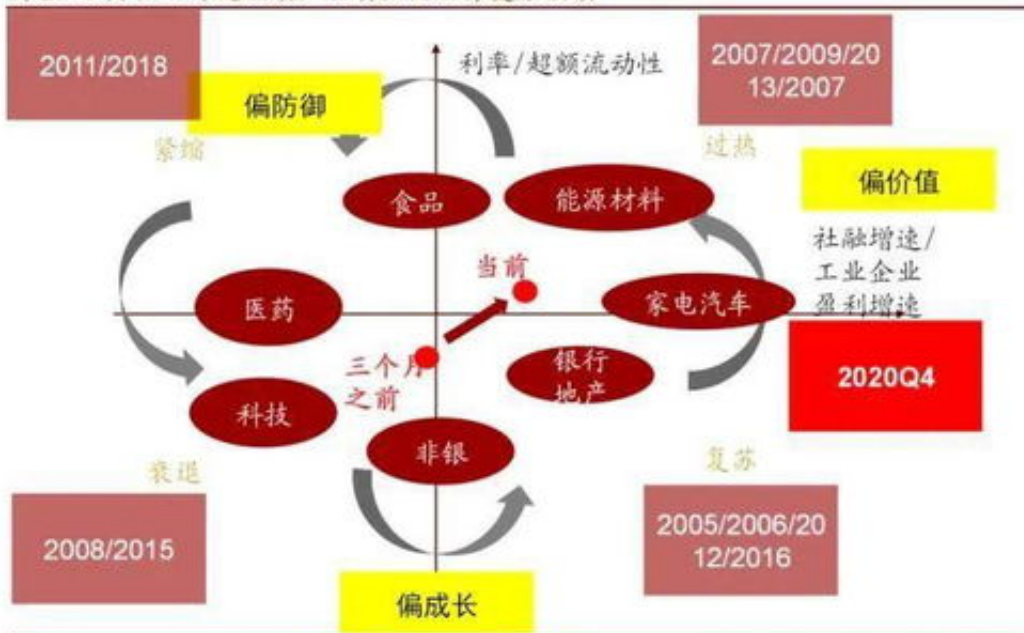 2011/2018
偏防御
紧缩
利率/超额流动性
2007/2009/20
13/2007
过热
偏价值
食品
能源材料
社融增速/
工业企业
盈利增速
当前
医药
家电汽车
三个月
之前
银行
地产
2020Q4
科技
非银
衰退
复苏
2008/2015
2005/2006/20
12/2016
偏成长